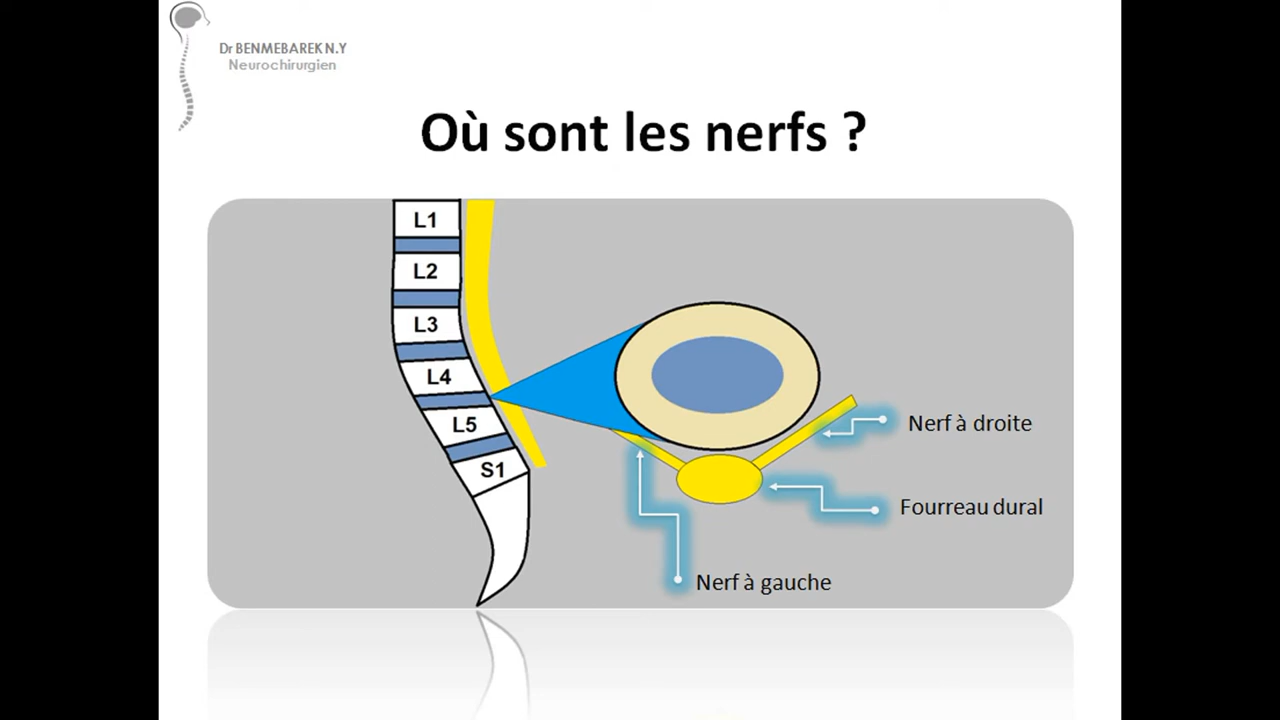 Dr BENMEBAREK N.Y
Neurochirurgien
Où sont les nerfs ?
L1
L2
L3
L4
L5
S1
Nerf à droite
Fourreau dural
Nerf à gauche